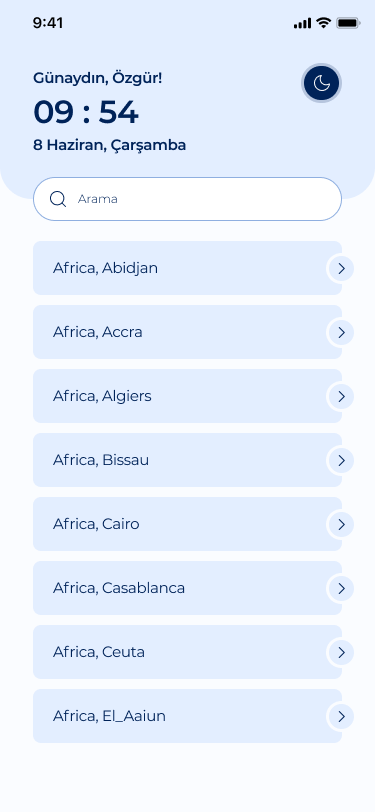 9:41
Günaydın, Özgür!
09 : 54
8 Haziran, Çarşamba
Arama
Africa, Abidjan
Africa, Accra
Africa, Algiers
Africa, Bissau
Africa, Cairo
Africa, Casablanca
Africa, Ceuta
Africa, El_Aaiun